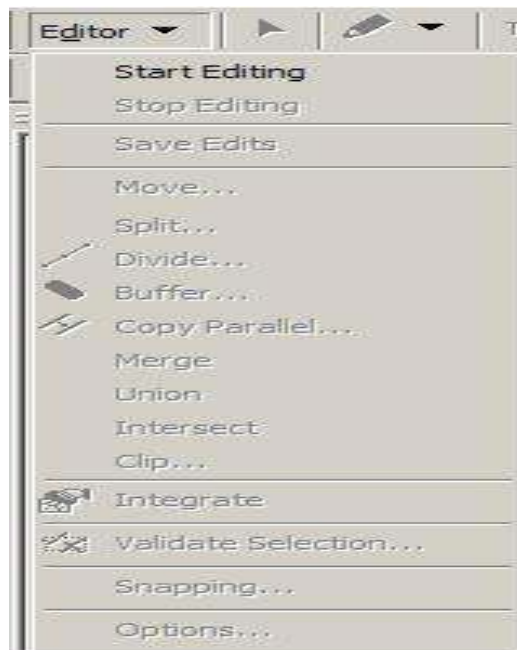 Editor
Start Editing
Stop Editing
Save Edits
Move...
Split...
Divide...
Buffer...
Copy Parallel...
Merge
Union
Intersect
Clip...
Integrate
Validate Selection...
Snapping...
Options...